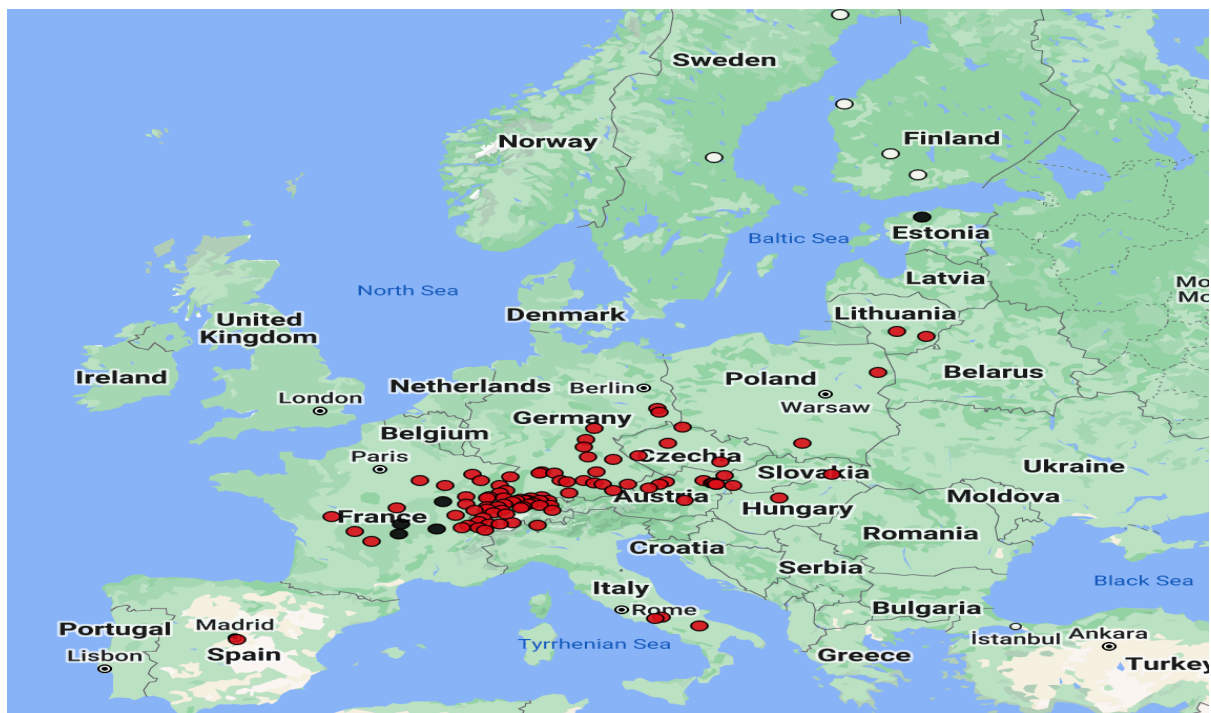 Sweden
Norway
Finland
Estonia
Baltic Sea
Latvia
North Sea
Mo
Mo
United
Kingdom
Denmark
Lithuania
Ireland
Netherlands
Berlin
Poland
Belarus
London
Germany
Warsaw
Belgium
Paris
Czechia
Slovakia
Ukraine
Austria
Moldova
Hungary
France
Romania
Croatia
Serbia
Italy
Black Sea
Rome
Bulgaria
Portugal
Madrid
İstanbul
Ankara
Tyrrhenian Sea
Lisbon
Spain
Greece
Turkey